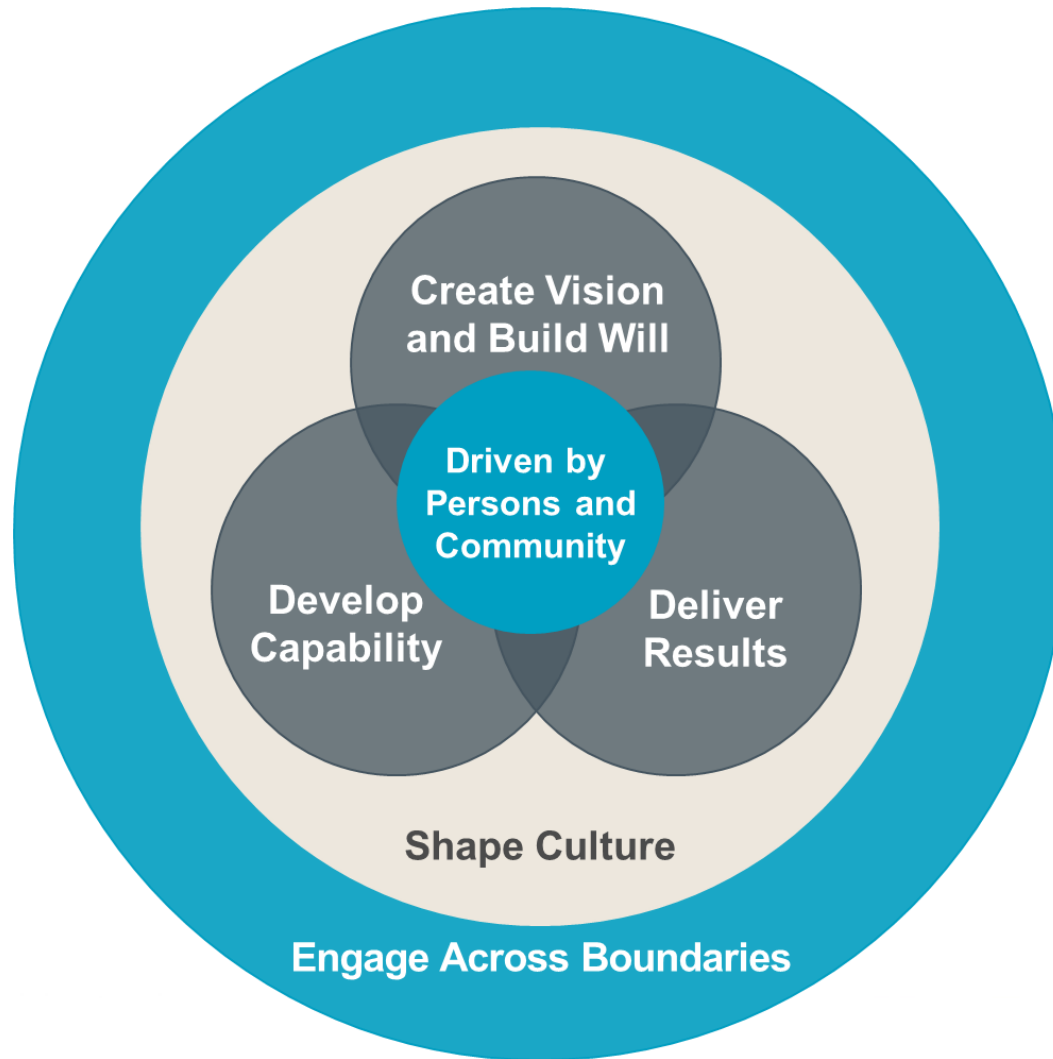 Create Vision
and Build Will
Driven by
Persons and
Community
Develop
Capability
Deliver
Results
Shape Culture
Engage Across Boundaries